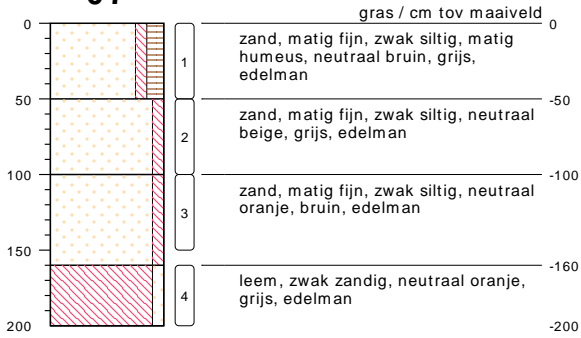 gras / cm tov maaiveld
0
0
zand, matig fijn, zwak siltig, matig
humeus, neutraal bruin, grijs,
edelman
1
50
-50
zand, matig fijn, zwak siltig, neutraal
beige, grijs, edelman
2
100
-100
zand, matig fijn, zwak siltig, neutraal
oranje, bruin, edelman
3
150
-160
leem, zwak zandig, neutraal oranje,
grijs, edelman
4
200
-200